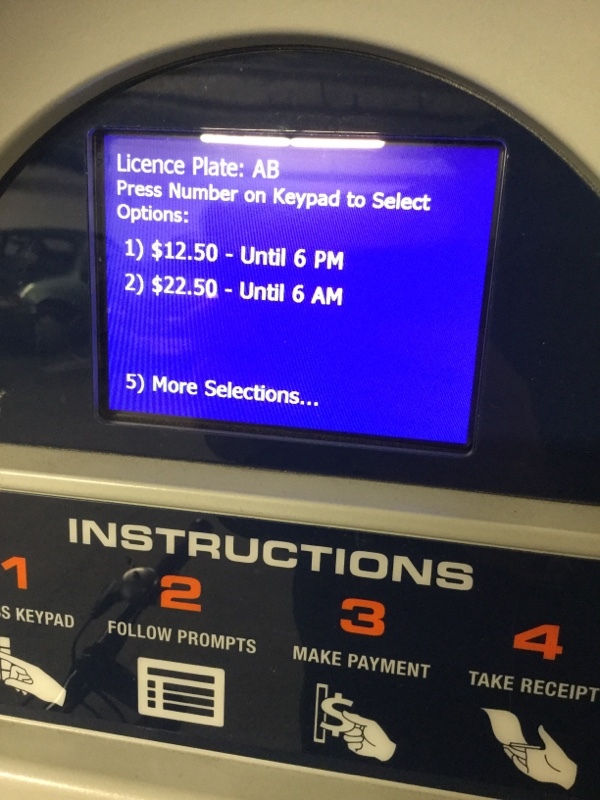 Licence Plate: AB
Press Number on Keypad to Select
Options:
1) $12.50 - Until 6 PM
2) $22.50 - Until 6 AM
5) More Selections...
INSTRUCTIONS
1 2 3 4
KEYPAD FOLLOW PROMPTS MAKE PAYMENT TAKE RECEIPT
$